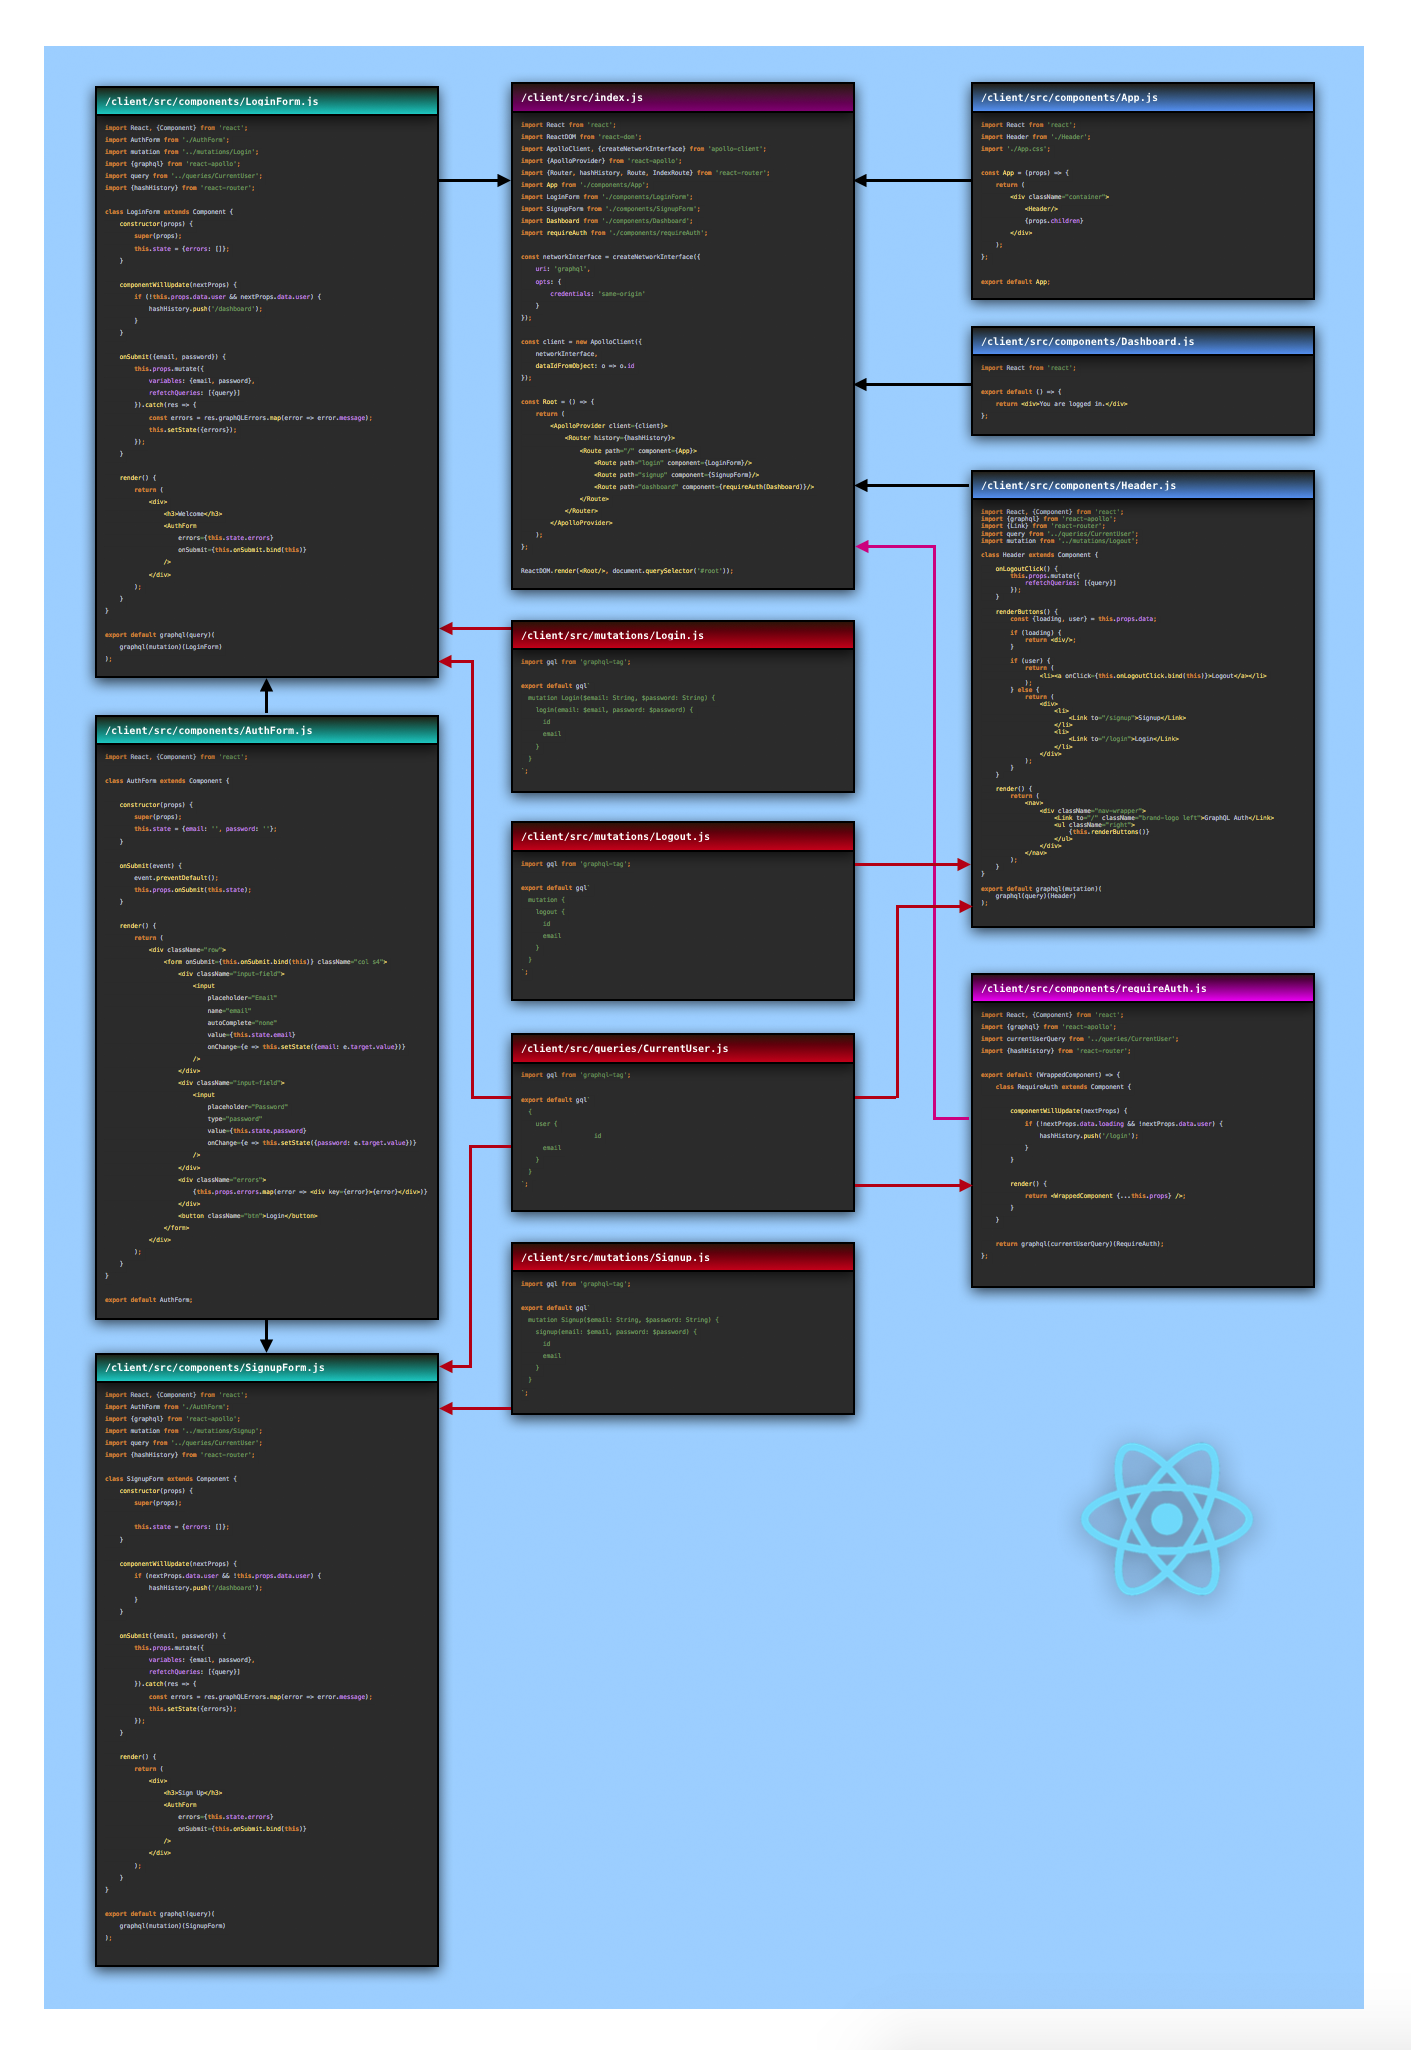 /client/src/components/LoginForm.js
import React, {Component} from 'react';
import AuthForm from './AuthForm';
import mutation from '../mutations/Login';
import {graphql} from 'react-apollo';
import query from '../queries/CurrentUser';
import {hashHistory} from 'react-router';
class LoginForm extends Component {
constructor(props) {
super(props);
this.state = {errors: []};
}
componentWillUpdate(nextProps) {
if (!this.props.data.user && nextProps.data.user) {
hashHistory.push('/dashboard');
}
}
onSubmit({email, password}) {
this.props.mutate({
variables: {email, password},
refetchQueries: [{query}]
}).catch(res => {
const errors = res.graphQLErrors.map(error => error.message);
this.setState({errors});
});
}
render() {
return (
<div>
<h3>Welcome</h3>
<AuthForm
errors={this.state.errors}
onSubmit={this.onSubmit.bind(this)}
/>
</div>
);
}
}
export default graphql(query)(
graphql(mutation)(LoginForm)
);
/client/src/components/AuthForm.js
import React, {Component} from 'react';
class AuthForm extends Component {
constructor(props) {
super(props);
this.state = {email: '', password: ''};
}
onSubmit(event) {
event.preventDefault();
this.props.onSubmit(this.state);
}
render() {
return (
<div className="row">
<form onSubmit={this.onSubmit.bind(this)} className="col s4">
<div className="input-field">
<input
placeholder="Email"
name="email"
autoComplete="none"
value={this.state.email}
onChange={e => this.setState({email: e.target.value})}
/>
</div>
<div className="input-field">
<input
placeholder="Password"
type="password"
value={this.state.password}
onChange={e => this.setState({password: e.target.value})}
/>
</div>
<div className="errors">
{this.props.errors.map(error => <div key={error}>{error}</div>)}
</div>
<button className="btn">Login</button>
</form>
</div>
);
}
}
export default AuthForm;
/client/src/components/SignupForm.js
import React, {Component} from 'react';
import AuthForm from './AuthForm';
import {graphql} from 'react-apollo';
import mutation from '../mutations/Signup';
import query from '../queries/CurrentUser';
import {hashHistory} from 'react-router';
class SignupForm extends Component {
constructor(props) {
super(props);
this.state = {errors: []};
}
componentWillUpdate(nextProps) {
if (nextProps.data.user && !this.props.data.user) {
hashHistory.push('/dashboard');
}
}
onSubmit({email, password}) {
this.props.mutate({
variables: {email, password},
refetchQueries: [{query}]
}).catch(res => {
const errors = res.graphQLErrors.map(error => error.message);
this.setState({errors});
});
}
render() {
return (
<div>
<h3>Sign Up</h3>
<AuthForm
errors={this.state.errors}
onSubmit={this.onSubmit.bind(this)}
/>
</div>
);
}
}
export default graphql(query)(
graphql(mutation)(SignupForm)
);
/client/src/index.js
import React from 'react';
import ReactDOM from 'react-dom';
import ApolloClient, {createNetworkInterface} from 'apollo-client';
import {ApolloProvider} from 'react-apollo';
import {Router, hashHistory, Route, IndexRoute} from 'react-router';
import App from './components/App';
import LoginForm from './components/LoginForm';
import SignupForm from './components/SignupForm';
import Dashboard from './components/Dashboard';
import requireAuth from './components/requireAuth';
const networkInterface = createNetworkInterface({
uri: 'graphql',
opts: {
credentials: 'same-origin'
}
});
const client = new ApolloClient({
networkInterface,
dataIdFromObject: o => o.id
});
const Root = () => {
return (
<ApolloProvider client={client}>
<Router history={hashHistory}>
<Route path="/" component={App}>
<Route path="login" component={LoginForm}/>
<Route path="signup" component={SignupForm}/>
<Route path="dashboard" component={requireAuth(Dashboard)}/>
</Route>
</Router>
</ApolloProvider>
);
};
ReactDOM.render(<Root/>, document.querySelector('#root'));
/client/src/mutations/Login.js
import gql from 'graphql-tag';
export default gql`
mutation Login($email: String, $password: String) {
login(email: $email, password: $password) {
id
email
}
}
`;
/client/src/mutations/Logout.js
import gql from 'graphql-tag';
export default gql`
mutation {
logout {
id
email
}
}
`;
/client/src/queries/CurrentUser.js
import gql from 'graphql-tag';
export default gql`
{
user {
id
email
}
}
`;
/client/src/mutations/Signup.js
import gql from 'graphql-tag';
export default gql`
mutation Signup($email: String, $password: String) {
signup(email: $email, password: $password) {
id
email
}
}
`;
/client/src/components/App.js
import React from 'react';
import Header from './Header';
import './App.css';
const App = (props) => {
return (
<div className="container">
<Header/>
{props.children}
</div>
);
};
export default App;
/client/src/components/Dashboard.js
import React from 'react';
export default () => {
return <div>You are logged in.</div>
};
/client/src/components/Header.js
import React, {Component} from 'react';
import {graphql} from 'react-apollo';
import {Link} from 'react-router';
import query from '../queries/CurrentUser';
import mutation from '../mutations/Logout';
class Header extends Component {
onLogoutClick() {
this.props.mutate({
refetchQueries: [{query}]
});
}
renderButtons() {
const {loading, user} = this.props.data;
if (loading) {
return <div/>;
}
if (user) {
return (
<li><a onClick={this.onLogoutClick.bind(this)}>Logout</a></li>
);
} else {
return (
<div>
<li>
<Link to="/signup">Signup</Link>
</li>
<li>
<Link to="/login">Login</Link>
</li>
</div>
);
}
}
render() {
return (
<nav>
<div className="nav-wrapper">
<Link to="/" className="brand-logo left">GraphQL Auth</Link>
<ul className="right">
{this.renderButtons()}
</ul>
</div>
</nav>
);
}
}
export default graphql(mutation)(
graphql(query)(Header)
);
/client/src/components/requireAuth.js
import React, {Component} from 'react';
import {graphql} from 'react-apollo';
import currentUserQuery from '../queries/CurrentUser';
import {hashHistory} from 'react-router';
export default (WrappedComponent) => {
class RequireAuth extends Component {
componentWillUpdate(nextProps) {
if (!nextProps.data.loading && !nextProps.data.user) {
hashHistory.push('/login');
}
}
render() {
return <WrappedComponent {...this.props} />;
}
}
return graphql(currentUserQuery)(RequireAuth);
};